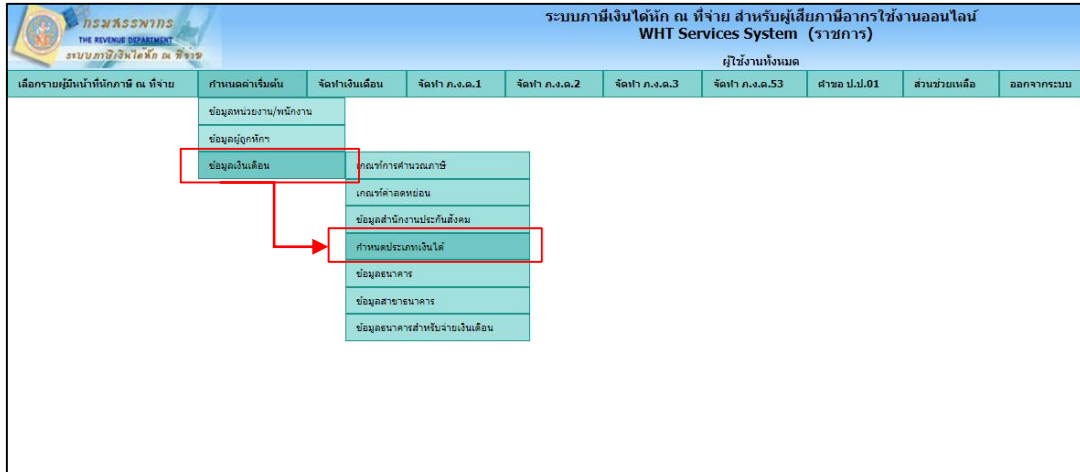 กรมสรรพากร
THE REVENUE DEPARTMENT
ระบบภาษีเงินได้หัก ณ ที่จ่าย
ระบบภาษีเงินได้หัก ณ ที่จ่าย สำหรับผู้เสียภาษีอากรใช้งานออนไลน์
WHT Services System (ราชการ)
ผู้ใช้งานทั้งหมด
เลือกรายผู้มีหน้าที่หักภาษี ณ ที่จ่าย กำหนดค่าเริ่มต้น จัดทำเงินเดือน จัดทำ ภ.ง.ด.1 จัดทำ ภ.ง.ด.2 จัดทำ ภ.ง.ด.3 จัดทำ ภ.ง.ด.53 คำขอ ป.ป.01 ส่วนช่วยเหลือ ออกจากระบบ
ข้อมูลหน่วยงาน/พนักงาน
ข้อมูลผู้ถูกหักฯ
ข้อมูลเงินเดือน เกณฑ์การคำนวณภาษี
เกณฑ์ค่าลดหย่อน
ข้อมูลสำนักงานประกันสังคม
กำหนดประเภทเงินได้
ข้อมูลธนาคาร
ข้อมูลสาขาธนาคาร
ข้อมูลธนาคารสำหรับจ่ายเงินเดือน